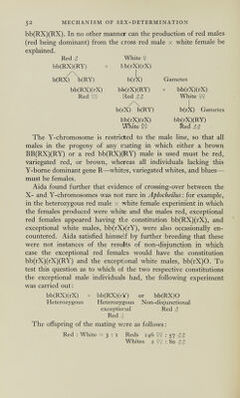 52 MECHANISM OF SEX-DETERMINATION
bb(RX)(RX). In no other manner can the production of red males
(red being dominant) from the cross red male × white female be
explained.
Red ♂ White ♀
bb(RX)(RY) × bb(rX)(rX)
b(RX) b(RY) b(rX) Gametes
bb(RX)(rX) bb(rX)(RY) × bb(rX)(rX)
Red ♀♀ Red ♂♂ White ♀♀
b(rX) b(RY) b(rX) Gametes
bb(rX)(rX) bb(rX)(RY)
White ♀♀ Red ♂♂
The Y-chromosome is restricted to the male line, so that all
males in the progeny of any mating in which either a brown
BB(RX)(RY) or a red bb(RX)(RY) male is used must be red,
variegated red, or brown, whereas all individuals lacking this
Y-borne dominant gene R—whites, variegated whites, and blues—
must be females.
Aida found further that evidence of crossing-over between the
X- and Y-chromosomes was not rare in Aplocheilus: for example,
in the heterozygous red male × white female experiment in which
the females produced were white and the males red, exceptional
red females appeared having the constitution bb(RX)(rX), and
exceptional white males, bb(rX)(rY), were also occasionally en-
countered. Aida satisfied himself by further breeding that these
were not instances of the results of non-disjunction in which
case the exceptional red females would have the constitution
bb(rX)(rX)(RY) and the exceptional white males, bb(rX)O. To
test this question as to which of the two respective constitutions
the exceptional male individuals had, the following experiment
was carried out:
bb(RX)(rX) × bb(RX)(rY) or bb(RX)O
Heterozygous Heterozygous Non-disjunctional
exceptional Red ♂
Red ♂
The offspring of the mating were as follows:
Red : White = 3 : 1 Reds 146 ♀♀ : 57 ♂♂
Whites 2 ♀♀ : 80 ♂♂